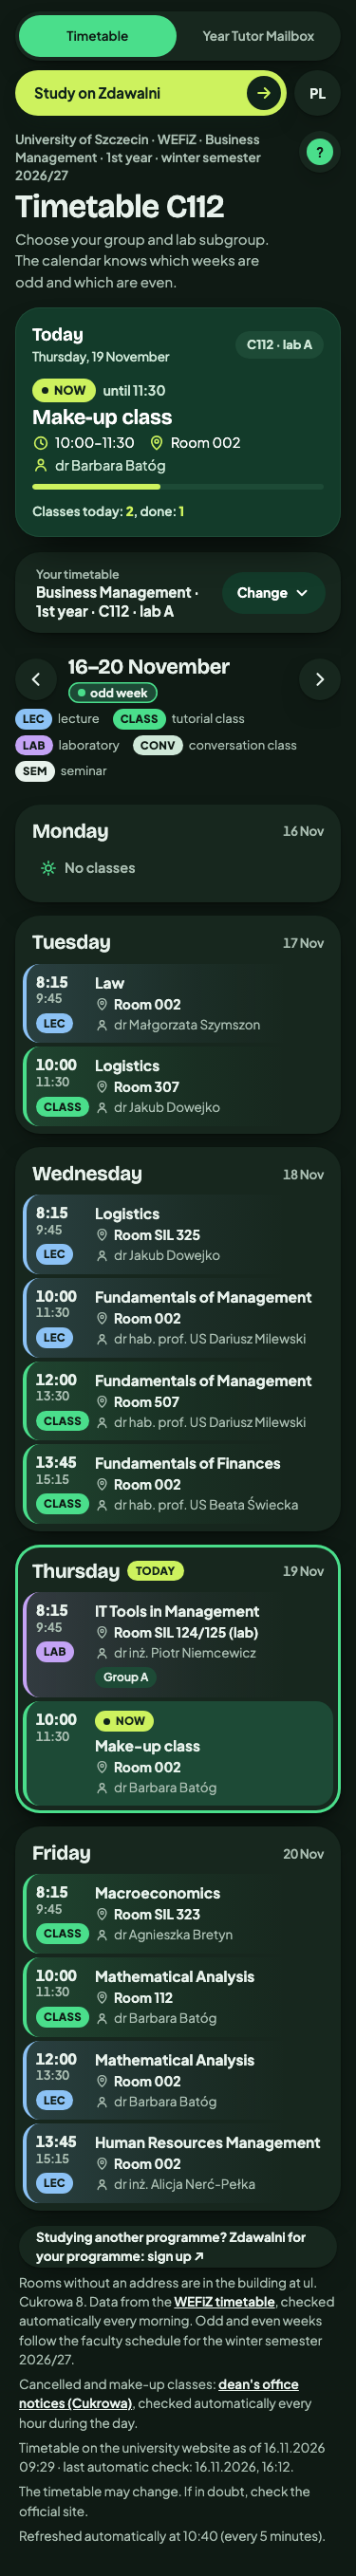 Timetable
Year Tutor Mailbox
Study on Zdawalni
PL
University of Szczecin · WEFiZ · Business
Management · 1st year · winter semester
2026/27
?
Timetable C112
Choose your group and lab subgroup.
The calendar knows which weeks are
odd and which are even.
Today
Thursday, 19 November
C112 · lab A
NOW until 11:30
Make-up class
10:00–11:30 Room 002
dr Barbara Batóg
Classes today: 2, done: 1
Your timetable
Business Management ·
1st year · C112 · lab A
Change
16–20 November
odd week
LEC lecture CLASS tutorial class
LAB laboratory CONV conversation class
SEM seminar
Monday 16 Nov
No classes
Tuesday 17 Nov
8:15 Law
9:45 Room 002
LEC dr Małgorzata Szymszon
10:00 Logistics
11:30 Room 307
CLASS dr Jakub Dowejko
Wednesday 18 Nov
8:15 Logistics
9:45 Room SIL 325
LEC dr Jakub Dowejko
10:00 Fundamentals of Management
11:30 Room 002
LEC dr hab. prof. US Dariusz Milewski
12:00 Fundamentals of Management
13:30 Room 507
CLASS dr hab. prof. US Dariusz Milewski
13:45 Fundamentals of Finances
15:15 Room 002
CLASS dr hab. prof. US Beata Świecka
Thursday TODAY 19 Nov
8:15 IT Tools in Management
9:45 Room SIL 124/125 (lab)
LAB dr inż. Piotr Niemcewicz
Group A
10:00 NOW
11:30 Make-up class
Room 002
dr Barbara Batóg
Friday 20 Nov
8:15 Macroeconomics
9:45 Room SIL 323
CLASS dr Agnieszka Bretyn
10:00 Mathematical Analysis
11:30 Room 112
CLASS dr Barbara Batóg
12:00 Mathematical Analysis
13:30 Room 002
LEC dr Barbara Batóg
13:45 Human Resources Management
15:15 Room 002
LEC dr inż. Alicja Nerć-Pełka
Studying another programme? Zdawalni for
your programme: sign up ↗
Rooms without an address are in the building at ul.
Cukrowa 8. Data from the WEFiZ timetable, checked
automatically every morning. Odd and even weeks
follow the faculty schedule for the winter semester
2026/27.
Cancelled and make-up classes: dean's office
notices (Cukrowa), checked automatically every
hour during the day.
Timetable on the university website as of 16.11.2026
09:29 · last automatic check: 16.11.2026, 16:12.
The timetable may change. If in doubt, check the
official site.
Refreshed automatically at 10:40 (every 5 minutes).